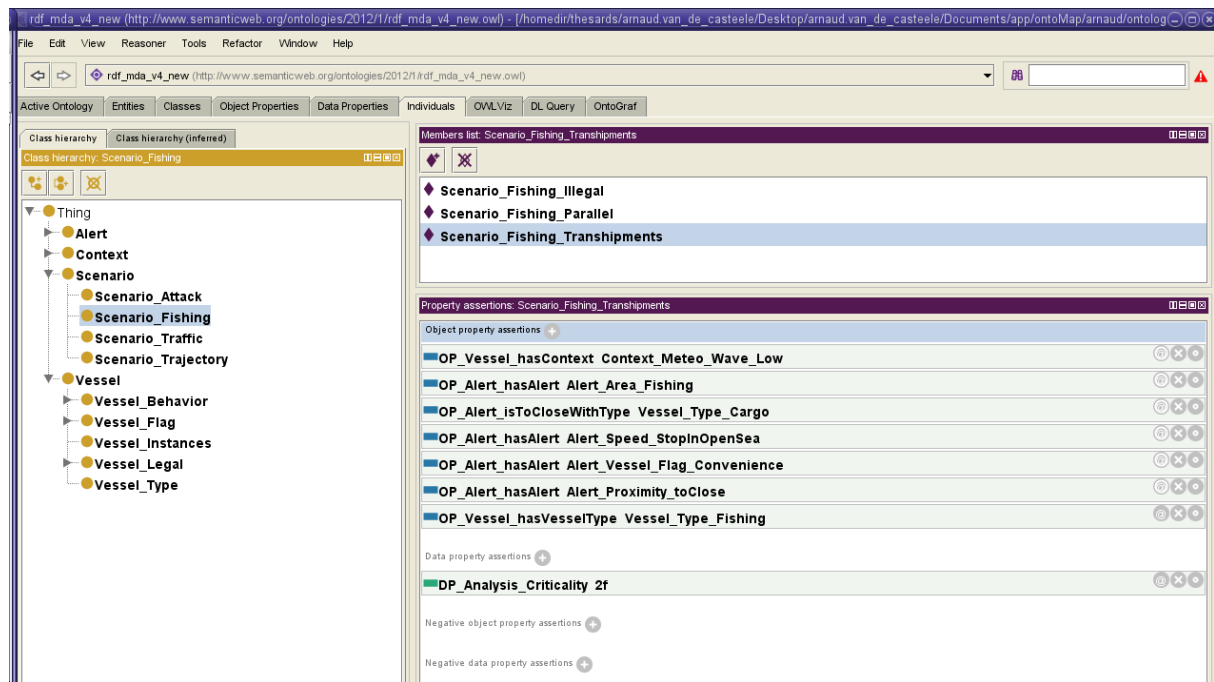 rdf_mda_v4_new (http://www.semanticweb.org/ontologies/2012/1/rdf_mda_v4_new.owl) - [/homedir/thesards/arnaud.van_de_casteele/Desktop/arnaud.van_de_casteele/Documents/app/ontoMap/arnaud/ontolog
File Edit View Reasoner Tools Refactor Window Help
rdf_mda_v4_new (http://www.semanticweb.org/ontologies/2012/1/rdf_mda_v4_new.owl)
Active Ontology Entities Classes Object Properties Data Properties Individuals OWLViz DL Query OntoGraf
Class hierarchy Class hierarchy (inferred)
Class hierarchy: Scenario_Fishing
Thing
Alert
Context
Scenario
Scenario_Attack
Scenario_Fishing
Scenario_Traffic
Scenario_Trajectory
Vessel
Vessel_Behavior
Vessel_Flag
Vessel_Instances
Vessel_Legal
Vessel_Type
Members list: Scenario_Fishing_Transhipments
Scenario_Fishing_Illegal
Scenario_Fishing_Parallel
Scenario_Fishing_Transhipments
Property assertions: Scenario_Fishing_Transhipments
Object property assertions
OP_Vessel_hasContext Context_Meteo_Wave_Low
OP_Alert_hasAlert Alert_Area_Fishing
OP_Alert_isToCloseWithType Vessel_Type_Cargo
OP_Alert_hasAlert Alert_Speed_StopInOpenSea
OP_Alert_hasAlert Alert_Vessel_Flag_Convenience
OP_Alert_hasAlert Alert_Proximity_toClose
OP_Vessel_hasVesselType Vessel_Type_Fishing
Data property assertions
DP_Analysis_Criticality 2f
Negative object property assertions
Negative data property assertions